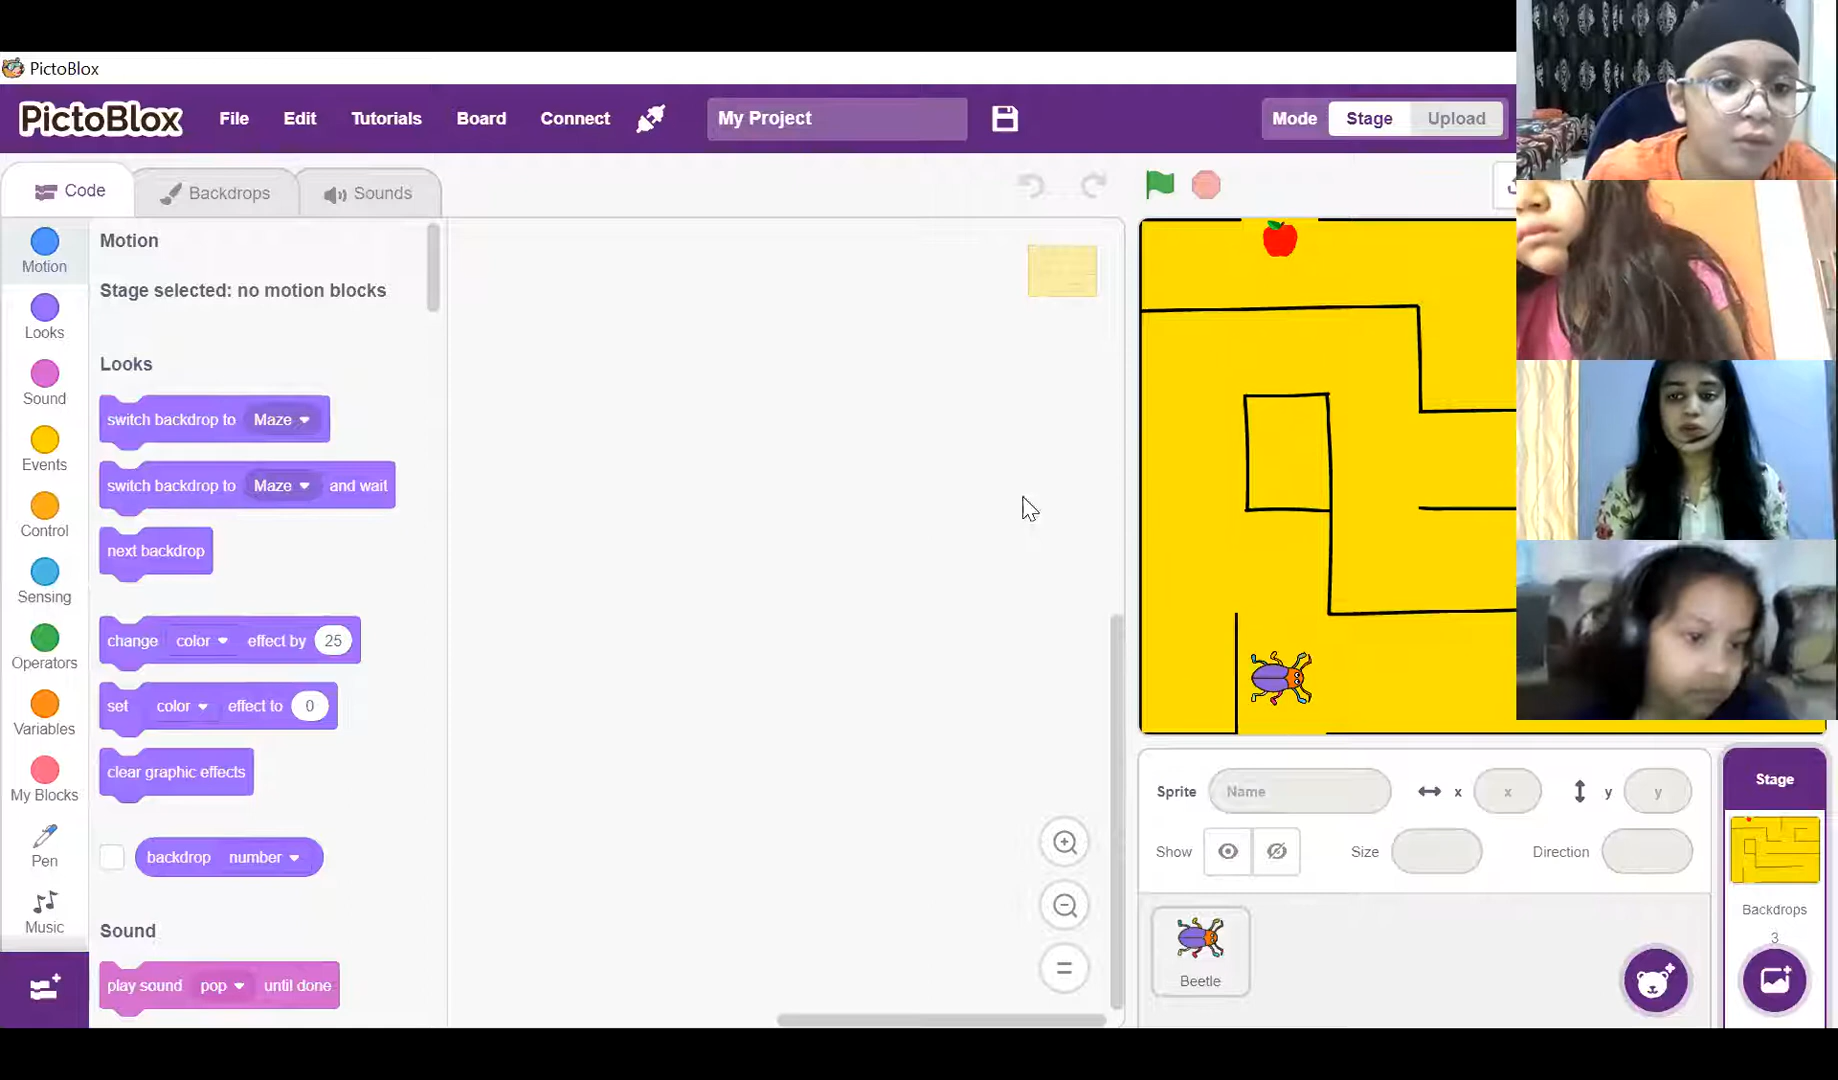 PictoBlox
PictoBlox File Edit Tutorials Board Connect My Project Mode Stage Upload
Code Backdrops Sounds
Motion
Looks
Sound
Events
Control
Sensing
Operators
Variables
My Blocks
Pen
Music
Motion
Stage selected: no motion blocks
Looks
switch backdrop to Maze
switch backdrop to Maze and wait
next backdrop
change color effect by 25
set color effect to 0
clear graphic effects
backdrop number
Sound
play sound pop until done
Sprite Name x x y y
Show Size Direction
Beetle
Stage
Backdrops
3